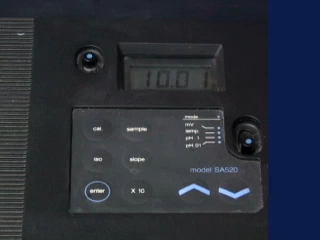 10.01
mode
mV
temp
pH .1
pH .01
cal
sample
iso
slope
model SA520
enter
X 10